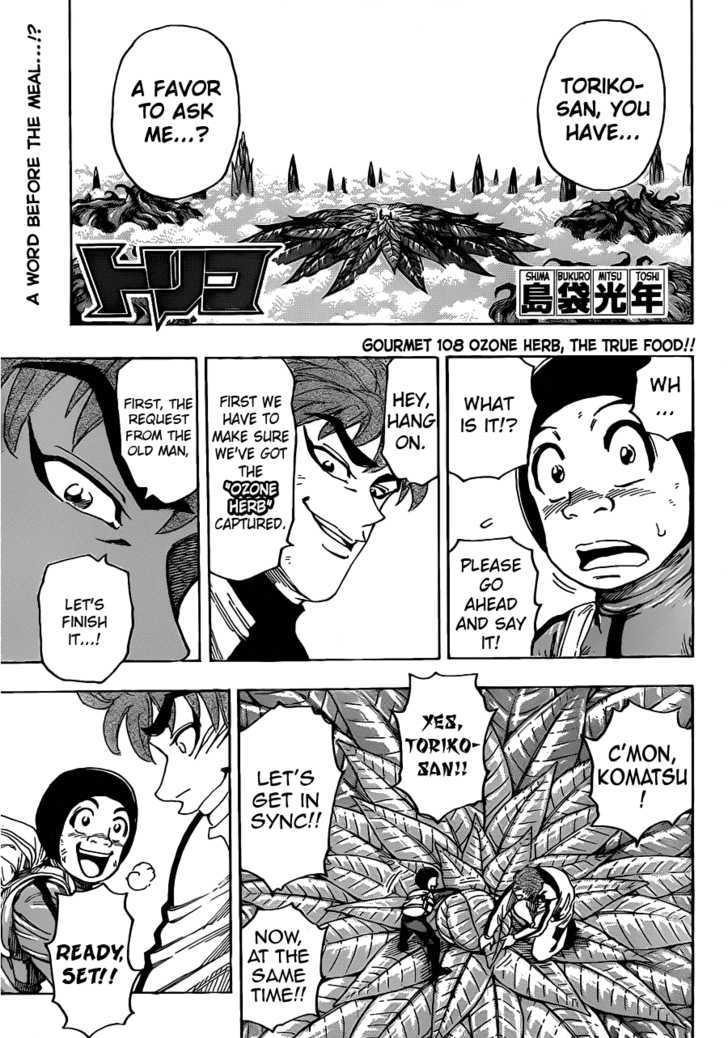 A WORD BEFORE THE MEAL...!?
TORIKO-
SAN, YOU
HAVE...
A FAVOR
TO ASK
ME...?
トリコ
SHIMA BUKURO MITSU TOSHI
島袋光年
GOURMET 108 OZONE HERB, THE TRUE FOOD!!
WH
...
WHAT
IS IT!?
PLEASE
GO
AHEAD
AND SAY
IT!
HEY,
HANG
ON.
FIRST WE
HAVE TO
MAKE SURE
WE'VE GOT
THE
"OZONE
HERB"
CAPTURED.
FIRST, THE
REQUEST
FROM THE
OLD MAN,
LET'S
FINISH
IT...!
C'MON,
KOMATSU
!
YES,
TORIKO-
SAN!!
LET'S
GET IN
SYNC!!
NOW,
AT THE
SAME
TIME!!
READY,
SET!!